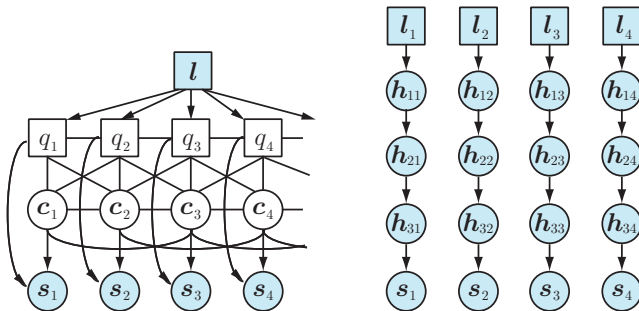 l
q₁ q₂ q₃ q₄
c₁ c₂ c₃ c₄
s₁ s₂ s₃ s₄
l₁ l₂ l₃ l₄
h₁₁ h₁₂ h₁₃ h₁₄
h₂₁ h₂₂ h₂₃ h₂₄
h₃₁ h₃₂ h₃₃ h₃₄
s₁ s₂ s₃ s₄